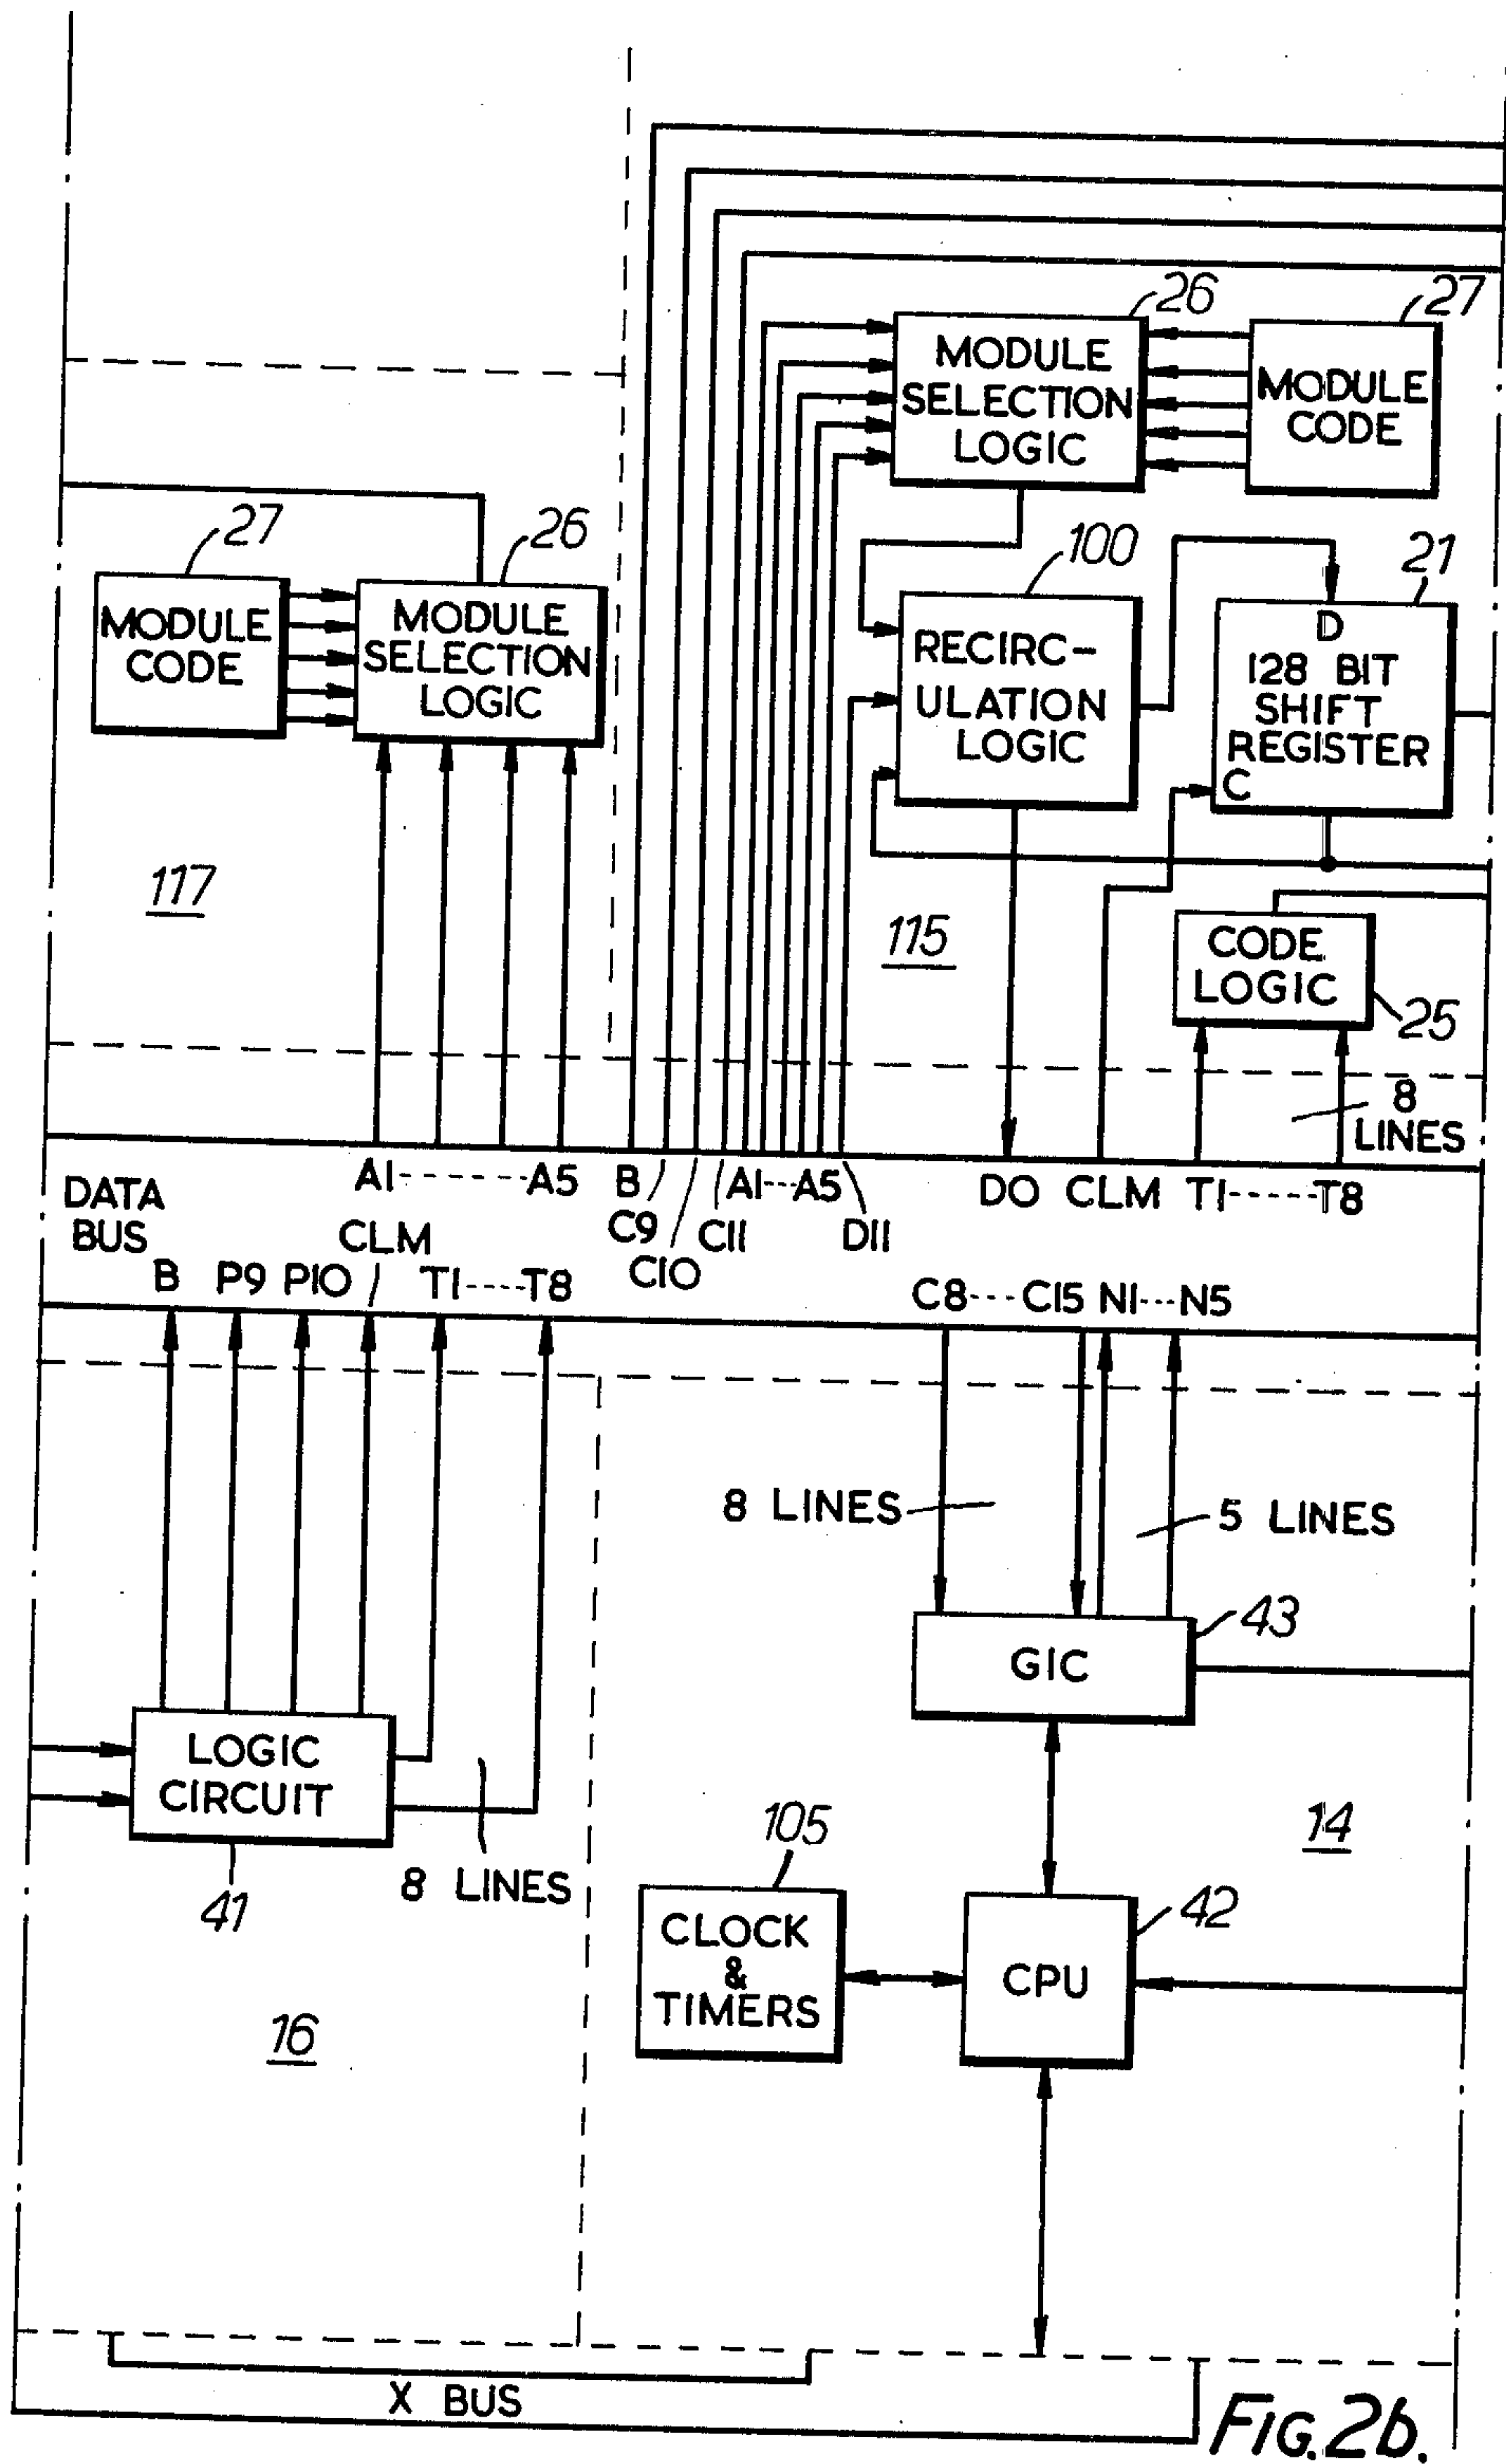 26
27
MODULE
SELECTION
LOGIC
MODULE
CODE
27
26
100
21
MODULE
CODE
MODULE
SELECTION
LOGIC
RECIRC-
ULATION
LOGIC
D
128 BIT
SHIFT
REGISTER
C
117
115
CODE
LOGIC
25
8
LINES
DATA
BUS
A1------A5
B
C9
C10
C11
A1---A5
D11
DO
CLM
T1-----T8
B
P9
P10
CLM
T1----T8
C8---C15
N1---N5
8 LINES
5 LINES
43
GIC
LOGIC
CIRCUIT
41
8 LINES
105
14
CLOCK
&
TIMERS
42
CPU
16
X BUS
FIG.2b.